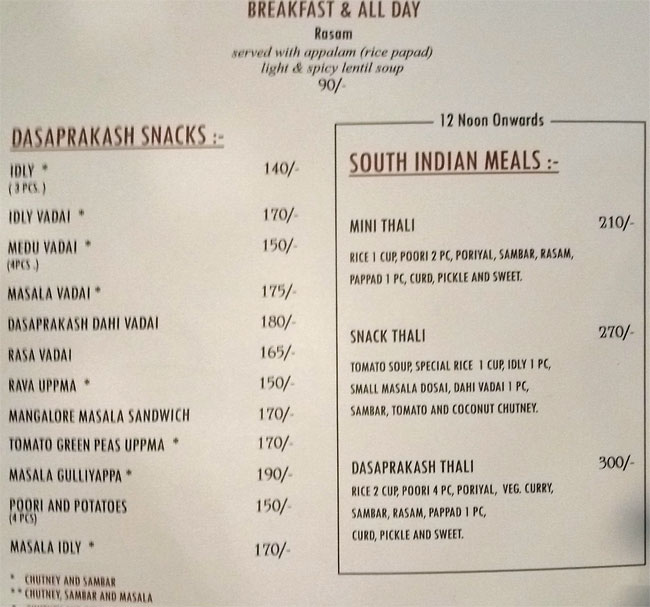 BREAKFAST & ALL DAY
Rasam
served with appalam (rice papad)
light & spicy lentil soup
90/-
DASAPRAKASH SNACKS :-
IDLY * 140/-
( 3 PCS. )
IDLY VADAI * 170/-
MEDU VADAI * 150/-
(4PCS .)
MASALA VADAI * 175/-
DASAPRAKASH DAHI VADAI 180/-
RASA VADAI 165/-
RAVA UPPMA * 150/-
MANGALORE MASALA SANDWICH 170/-
TOMATO GREEN PEAS UPPMA * 170/-
MASALA GULLIYAPPA * 190/-
POORI AND POTATOES 150/-
(4 PCS)
MASALA IDLY * 170/-
* CHUTNEY AND SAMBAR
** CHUTNEY, SAMBAR AND MASALA
12 Noon Onwards
SOUTH INDIAN MEALS :-
MINI THALI 210/-
RICE 1 CUP, POORI 2 PC, PORIYAL, SAMBAR, RASAM,
PAPPAD 1 PC, CURD, PICKLE AND SWEET.
SNACK THALI 270/-
TOMATO SOUP, SPECIAL RICE 1 CUP, IDLY 1 PC,
SMALL MASALA DOSAI, DAHI VADAI 1 PC,
SAMBAR, TOMATO AND COCONUT CHUTNEY.
DASAPRAKASH THALI 300/-
RICE 2 CUP, POORI 4 PC, PORIYAL, VEG. CURRY,
SAMBAR, RASAM, PAPPAD 1 PC,
CURD, PICKLE AND SWEET.